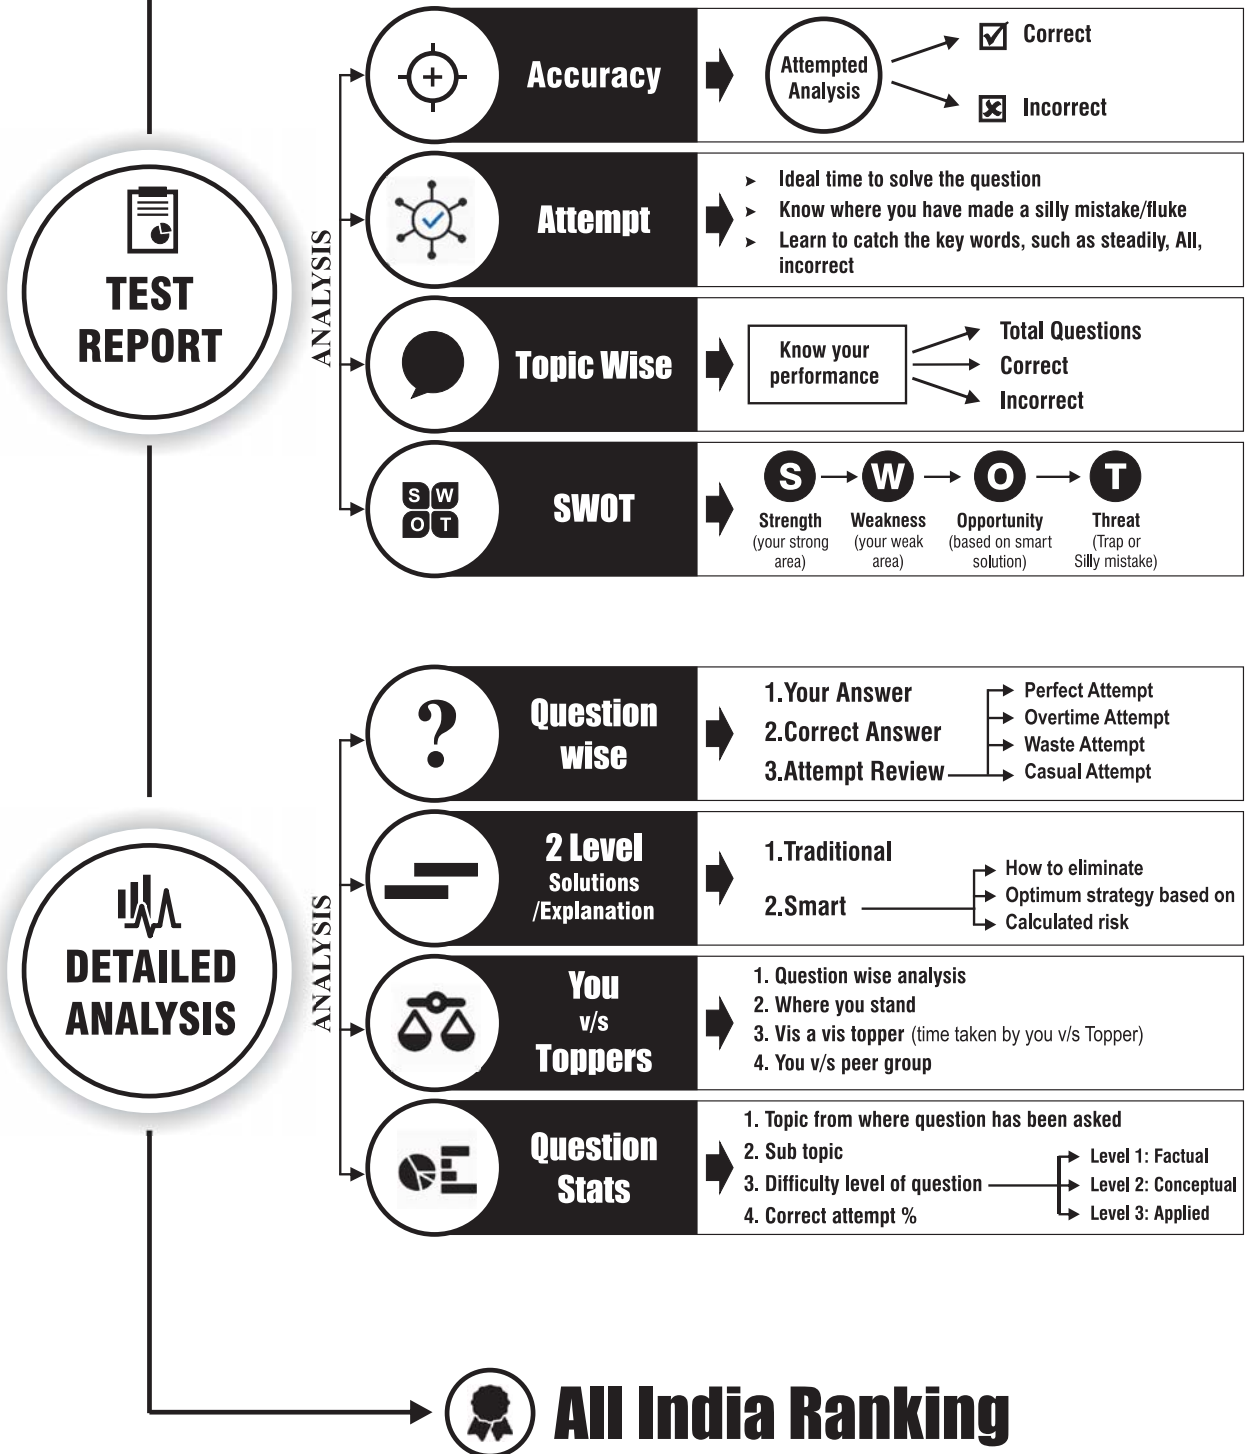 TEST
REPORT
ANALYSIS
Accuracy
Attempted
Analysis
Correct
Incorrect
Attempt
➤ Ideal time to solve the question
➤ Know where you have made a silly mistake/fluke
➤ Learn to catch the key words, such as steadily, All,
incorrect
Topic Wise
Know your
performance
Total Questions
Correct
Incorrect
S W
O T
SWOT
S W O T
Strength
(your strong
area)
Weakness
(your weak
area)
Opportunity
(based on smart
solution)
Threat
(Trap or
Silly mistake)
DETAILED
ANALYSIS
ANALYSIS
?
Question
wise
1.Your Answer
2.Correct Answer
3.Attempt Review
Perfect Attempt
Overtime Attempt
Waste Attempt
Casual Attempt
2 Level
Solutions
/Explanation
1.Traditional
2.Smart
How to eliminate
Optimum strategy based on
Calculated risk
You
v/s
Toppers
1. Question wise analysis
2. Where you stand
3. Vis a vis topper (time taken by you v/s Topper)
4. You v/s peer group
Question
Stats
1. Topic from where question has been asked
2. Sub topic
3. Difficulty level of question
4. Correct attempt %
Level 1: Factual
Level 2: Conceptual
Level 3: Applied
All India Ranking